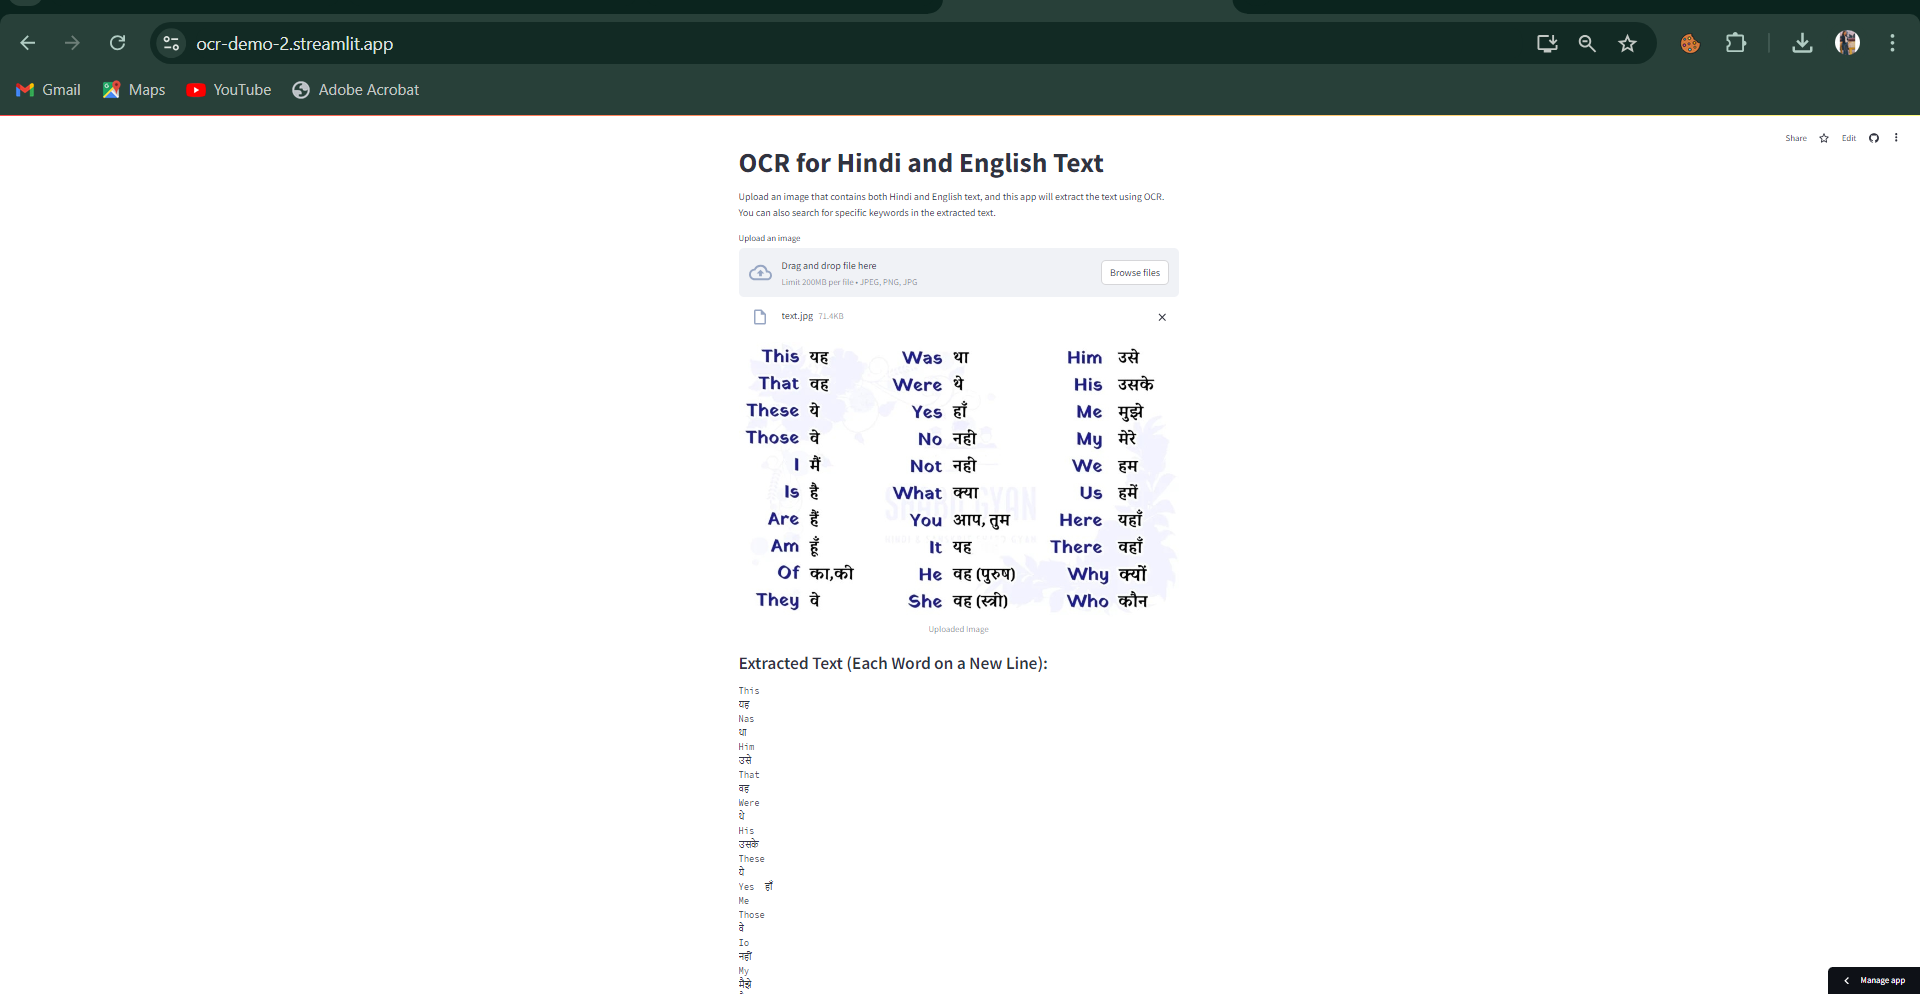 ocr-demo-2.streamlit.app
Gmail Maps YouTube Adobe Acrobat
Share Edit
OCR for Hindi and English Text
Upload an image that contains both Hindi and English text, and this app will extract the text using OCR.
You can also search for specific keywords in the extracted text.
Upload an image
Drag and drop file here
Limit 200MB per file • JPEG, PNG, JPG
Browse files
text.jpg 71.4KB
This यह Was था Him उसे
That वह Were थे His उसके
These ये Yes हाँ Me मुझे
Those वे No नहीं My मेरे
I मैं Not नहीं We हम
Is है What क्या Us हमें
Are हैं You आप, तुम Here यहाँ
Am हूँ It यह There वहाँ
Of का,की He वह (पुरुष) Why क्यों
They वे She वह (स्त्री) Who कौन
Uploaded Image
Extracted Text (Each Word on a New Line):
This
यह
Nas
था
Him
उसे
That
वह
Were
थे
His
उसके
These
ये
Yes हाँ
Me
Those
वे
Io
नहीं
My
मैझे
Manage app